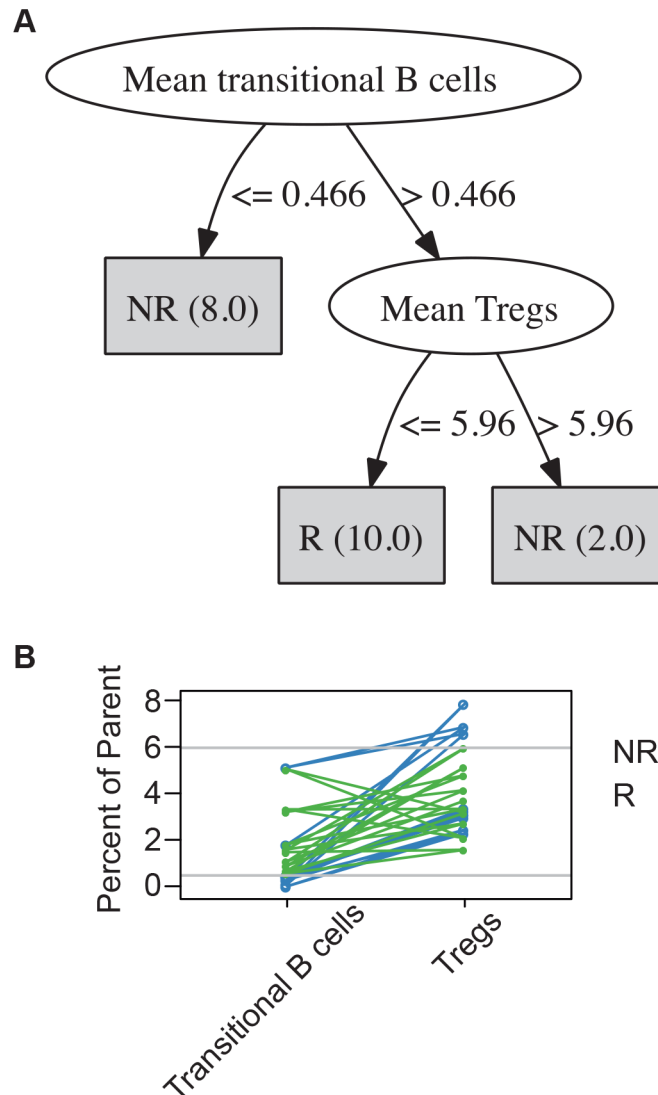 A
Mean transitional B cells
<= 0.466
> 0.466
NR (8.0)
Mean Tregs
<= 5.96
> 5.96
R (10.0)
NR (2.0)
B
Percent of Parent
8
6
4
2
0
NR
R
Transitional B cells
Tregs